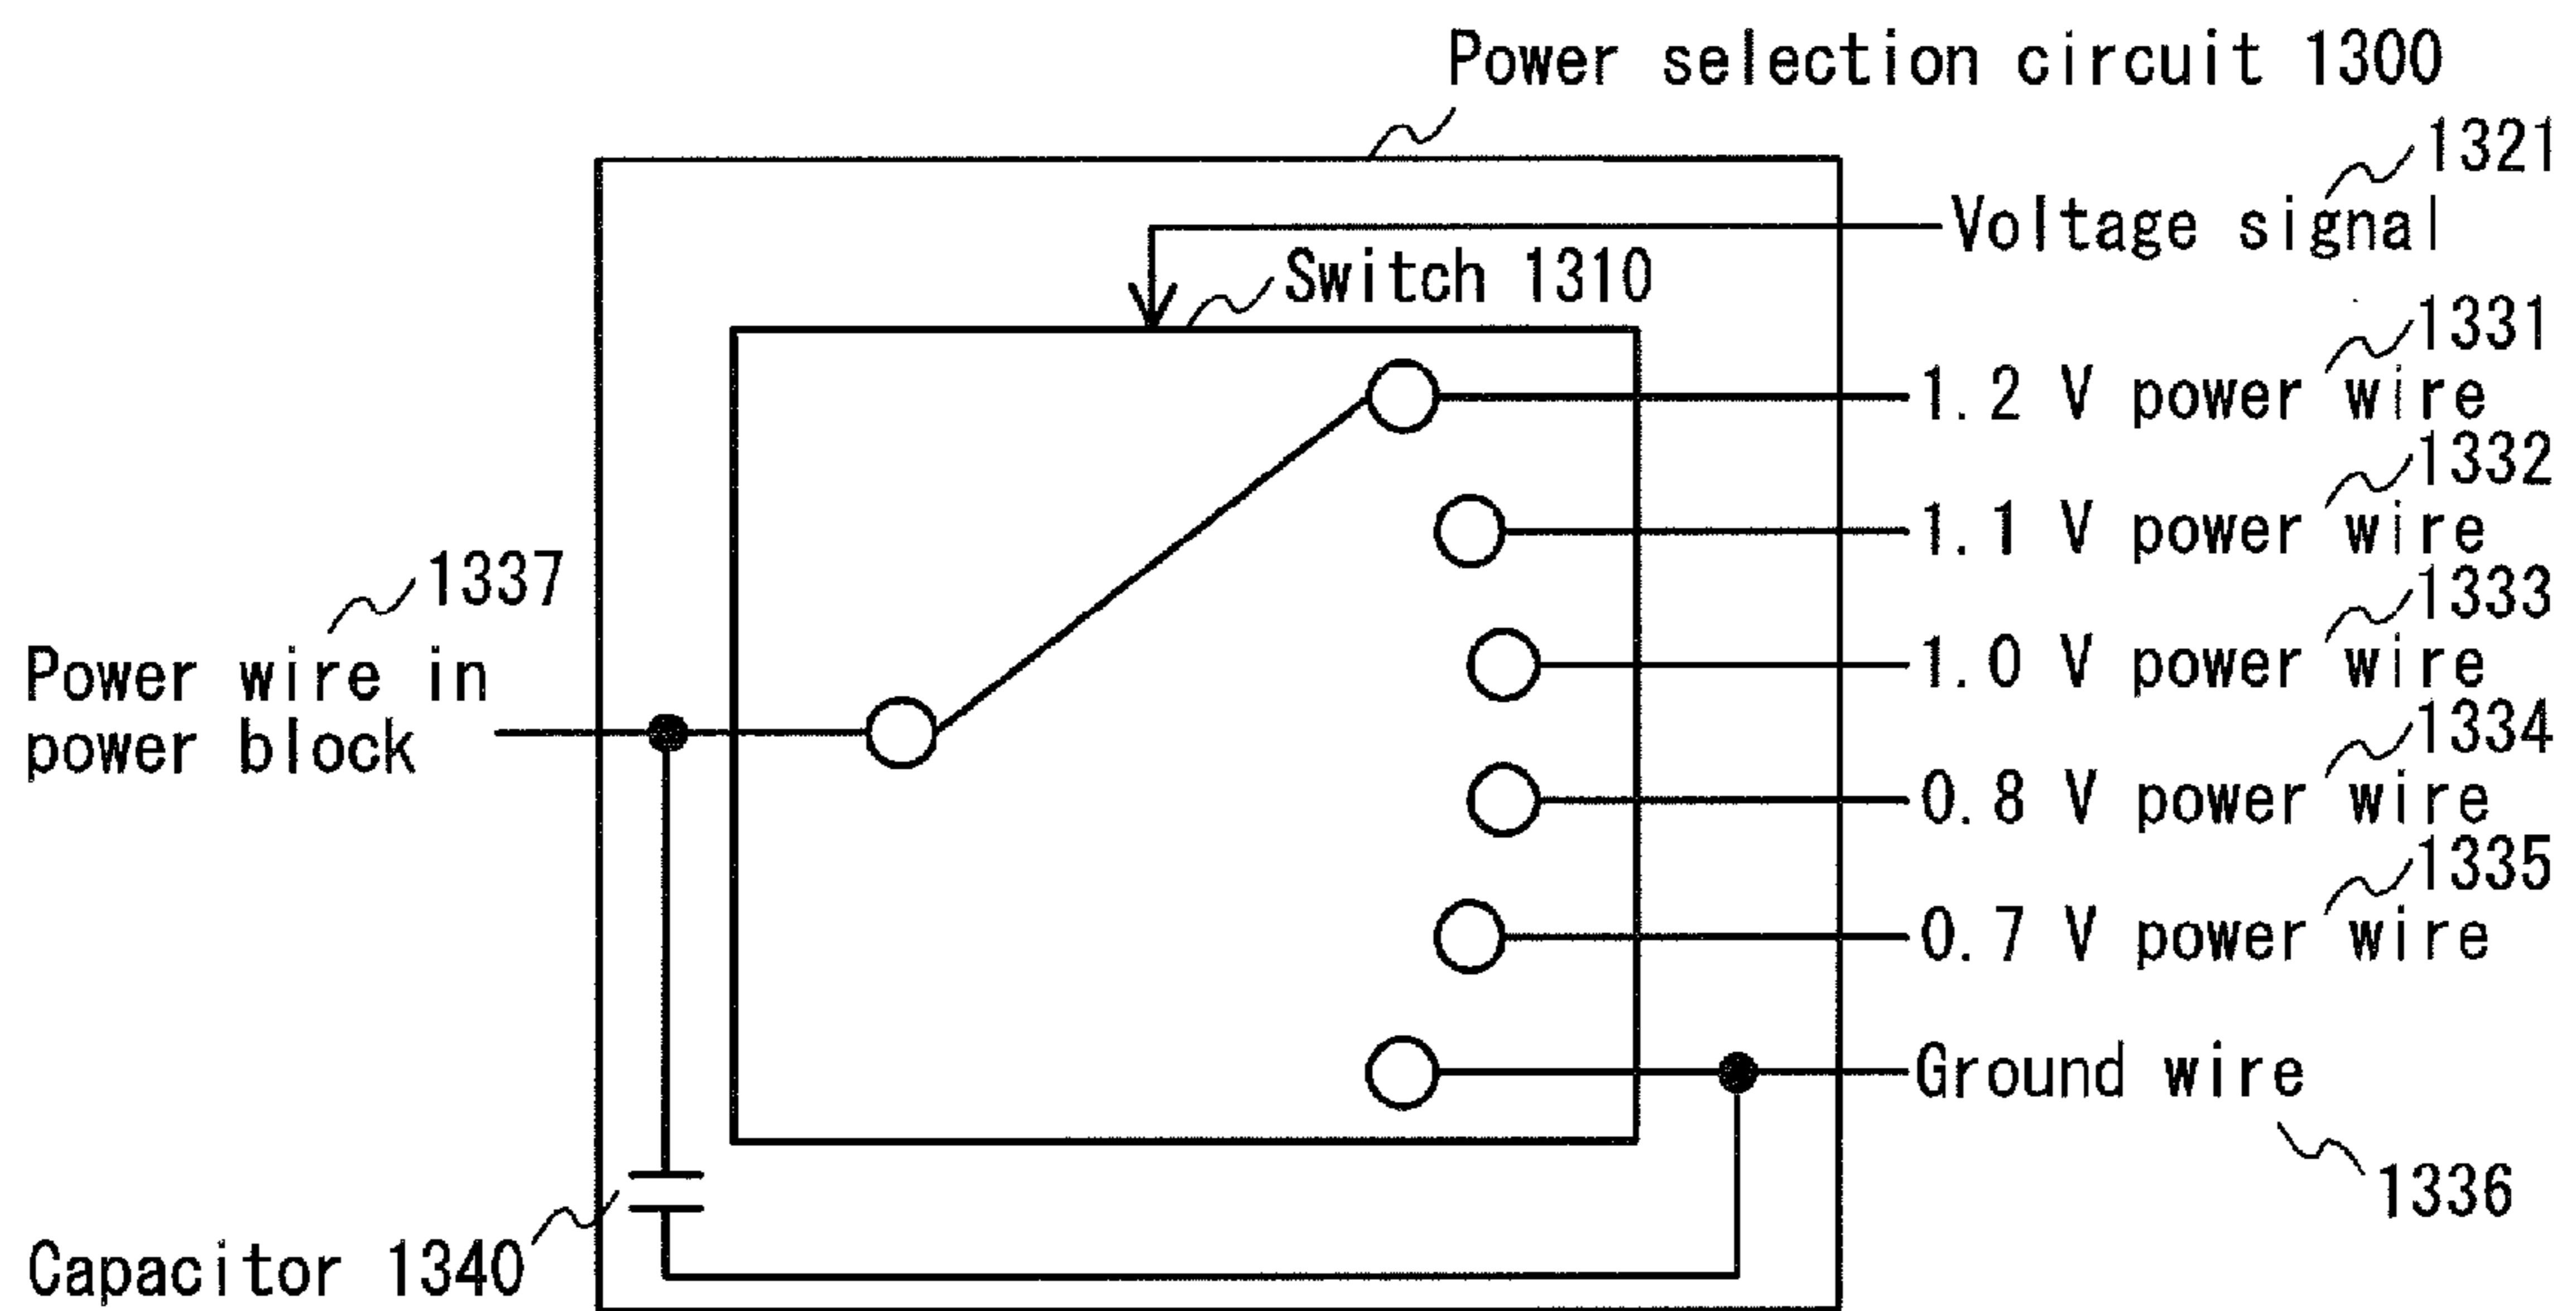 Power selection circuit 1300
1321
Voltage signal
Switch 1310
1331
1.2 V power wire
1332
1.1 V power wire
1337
1333
Power wire in
power block
1.0 V power wire
1334
0.8 V power wire
1335
0.7 V power wire
Ground wire
1336
Capacitor 1340